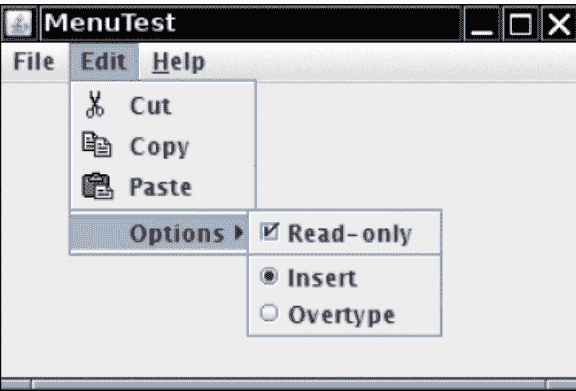 MenuTest
File Edit Help
Cut
Copy
Paste
Options Read-only
Insert
Overtype